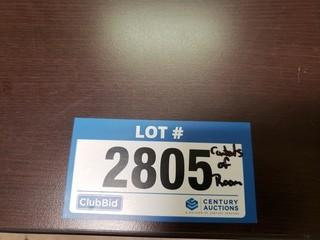 LOT #
2805
Contents
of
Room
ClubBid
CENTURY
AUCTIONS